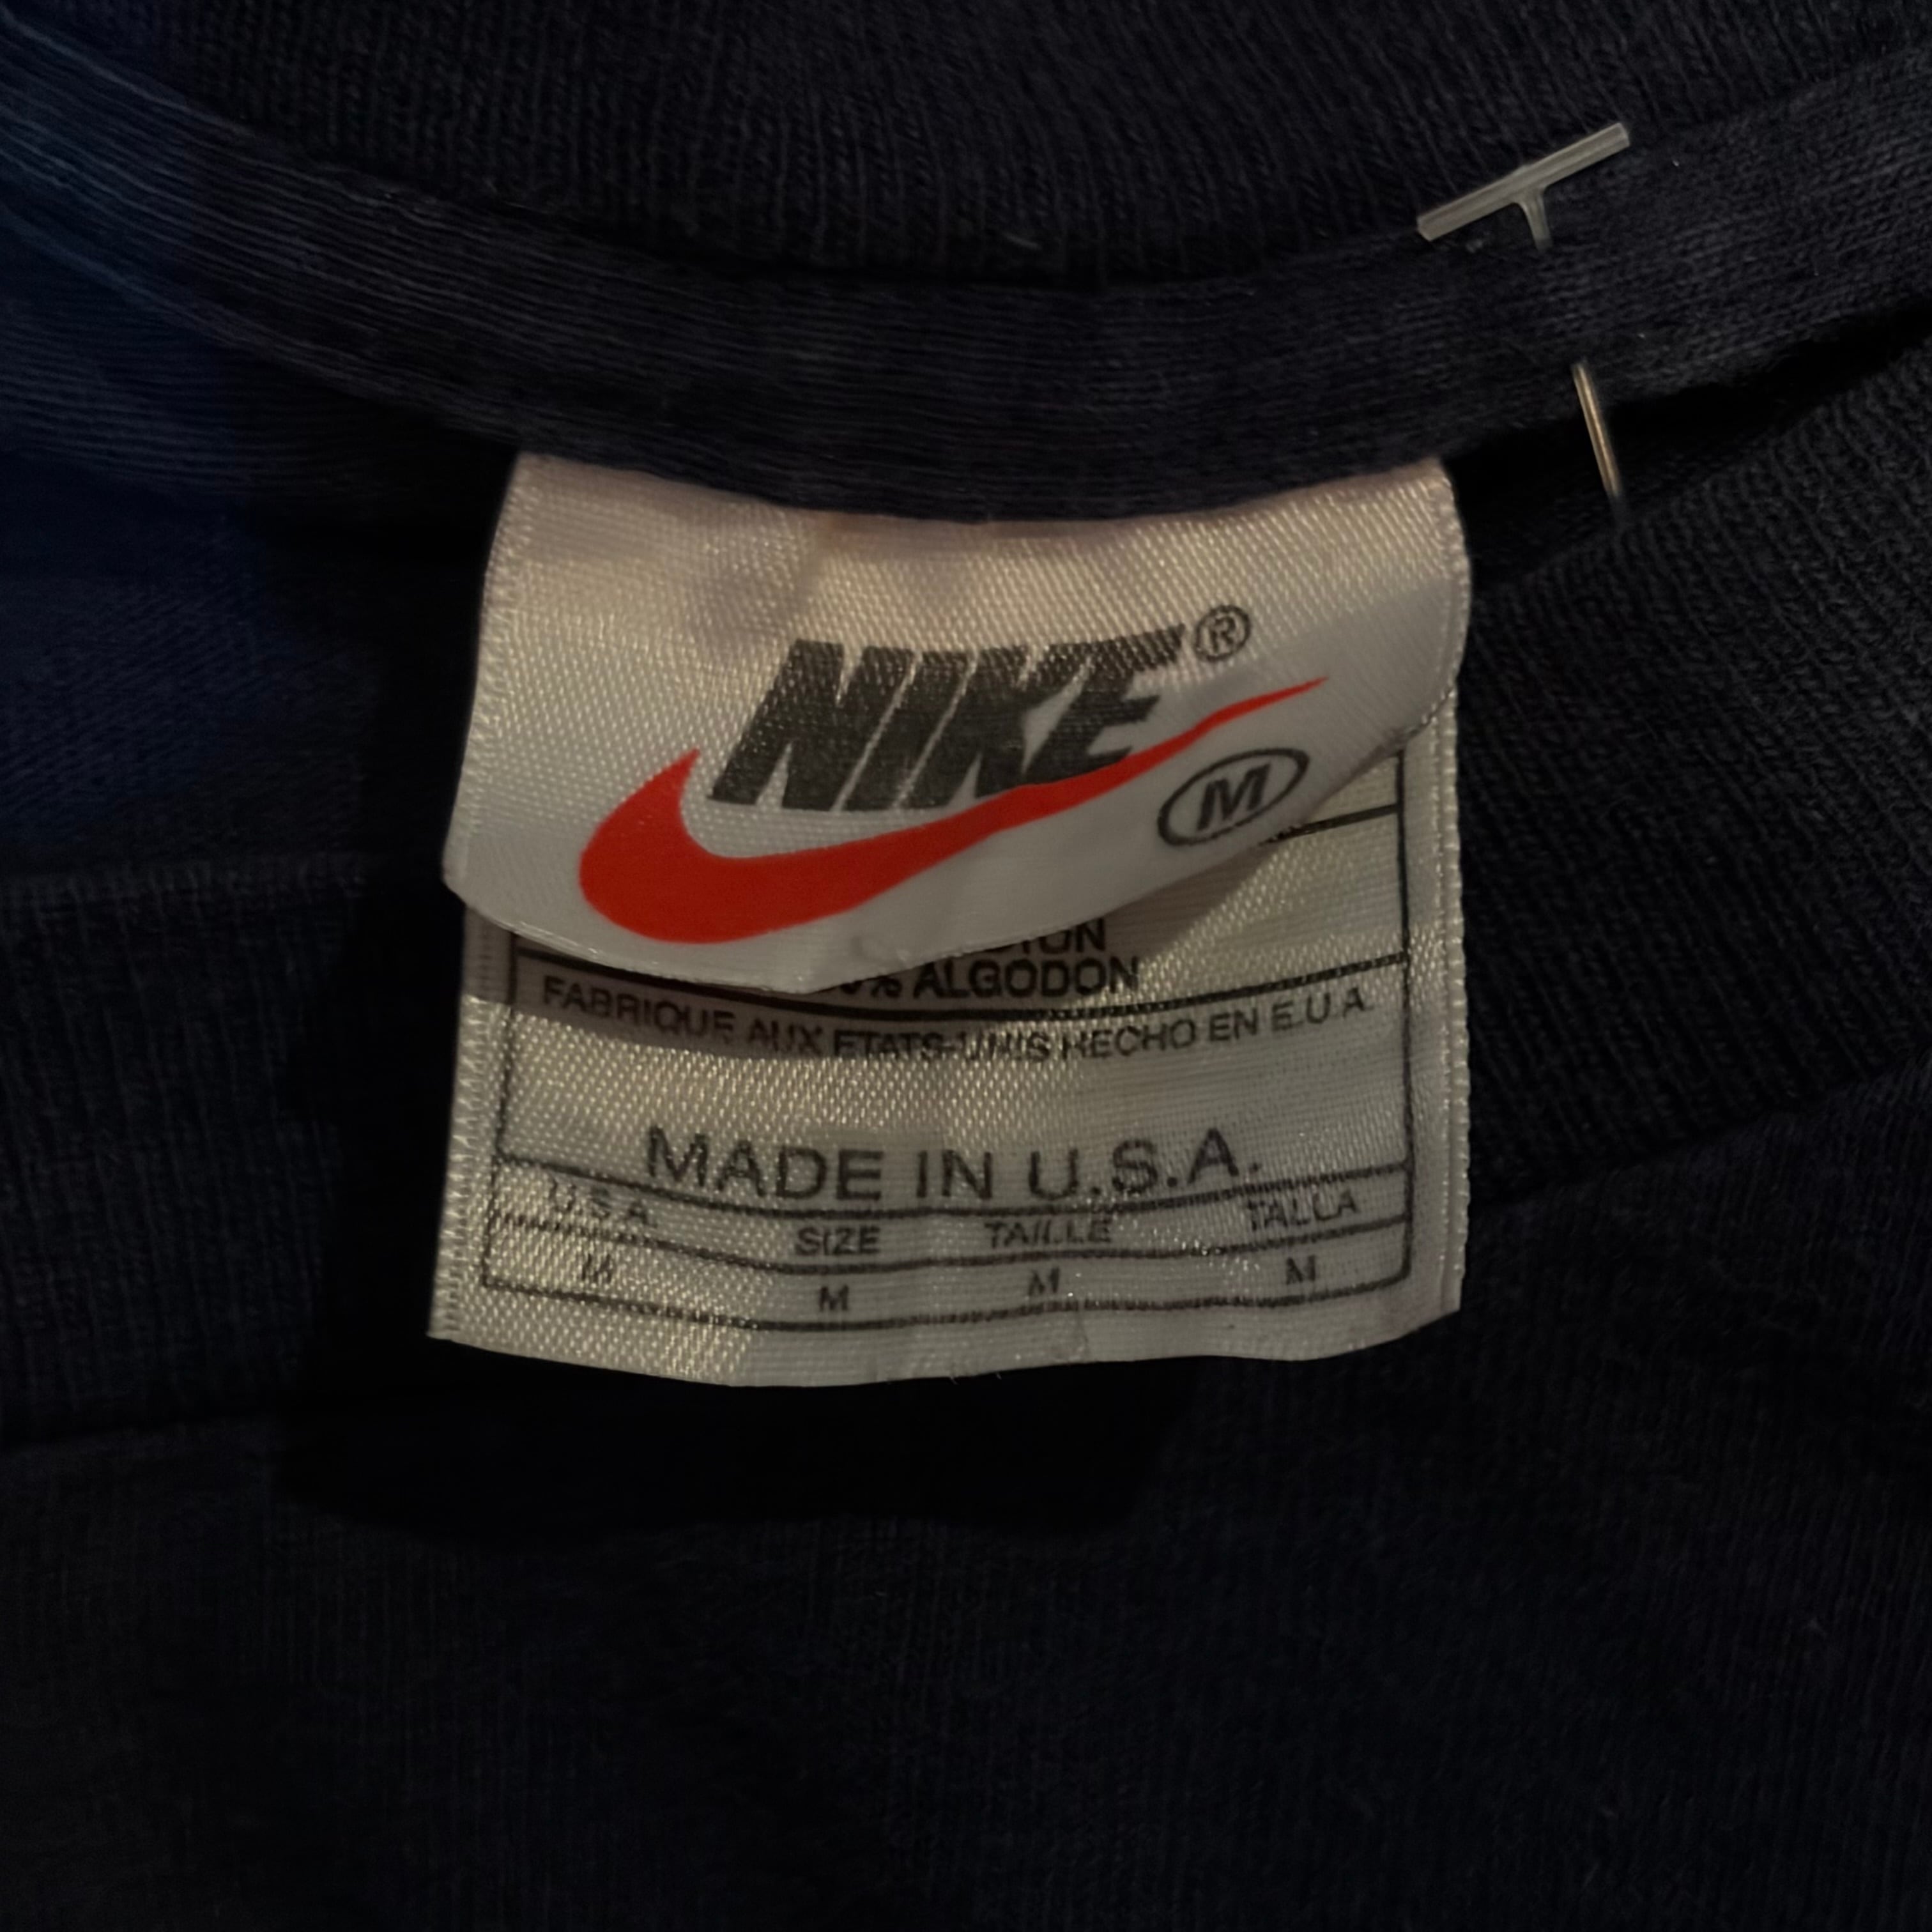 NIKE®
M
% ALGODON
FABRIQUE AUX ETATS-UNIS HECHO EN E.U.A.
MADE IN U.S.A.
U.S.A. SIZE TAILLE TALLA
M M M M